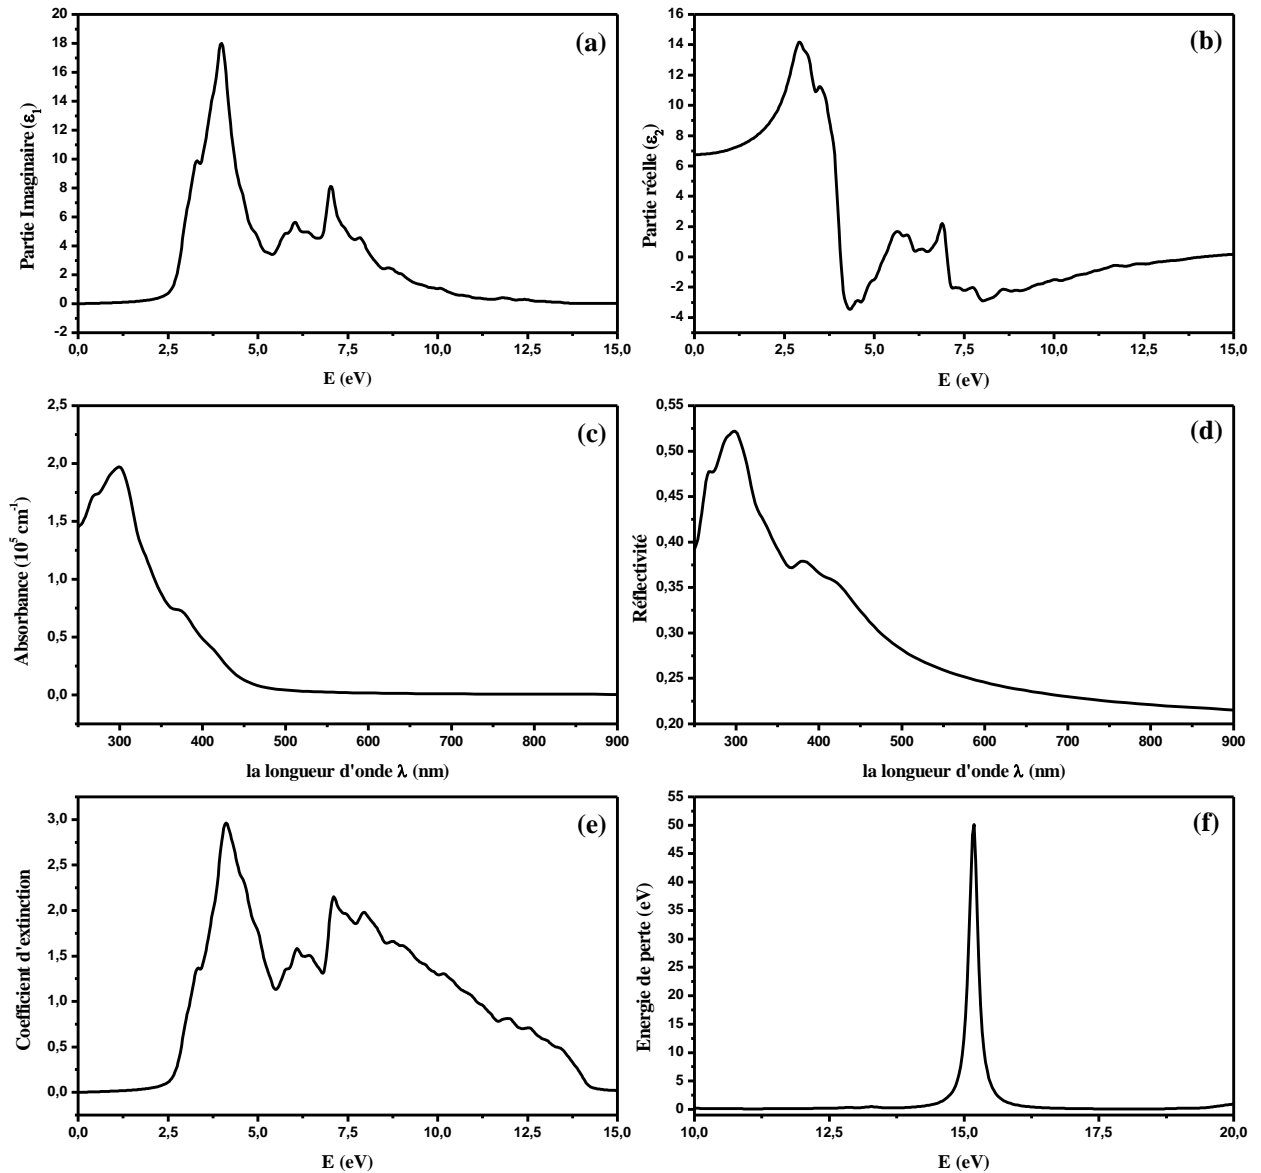 20
18
16
14
12
10
8
6
4
2
0
-2
Partie Imaginaire (ε1)
(a)
0,0 2,5 5,0 7,5 10,0 12,5 15,0
E (eV)
16
14
12
10
8
6
4
2
0
-2
-4
Partie réelle (ε2)
(b)
0,0 2,5 5,0 7,5 10,0 12,5 15,0
E (eV)
2,5
2,0
1,5
1,0
0,5
0,0
Absorbance (10^5 cm^-1)
(c)
300 400 500 600 700 800 900
la longueur d'onde λ (nm)
0,55
0,50
0,45
0,40
0,35
0,30
0,25
0,20
Réflectivité
(d)
300 400 500 600 700 800 900
la longueur d'onde λ (nm)
3,0
2,5
2,0
1,5
1,0
0,5
0,0
Coefficient d'extinction
(e)
0,0 2,5 5,0 7,5 10,0 12,5 15,0
E (eV)
55
50
45
40
35
30
25
20
15
10
5
0
Energie de perte (eV)
(f)
10,0 12,5 15,0 17,5 20,0
E (eV)